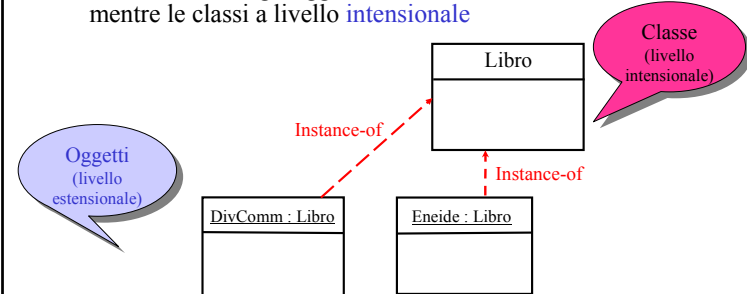 mentre le classi a livello intensionale
Classe
(livello
intensionale)
Libro
Instance-of
Instance-of
Oggetti
(livello
estensionale)
DivComm : Libro
Eneide : Libro